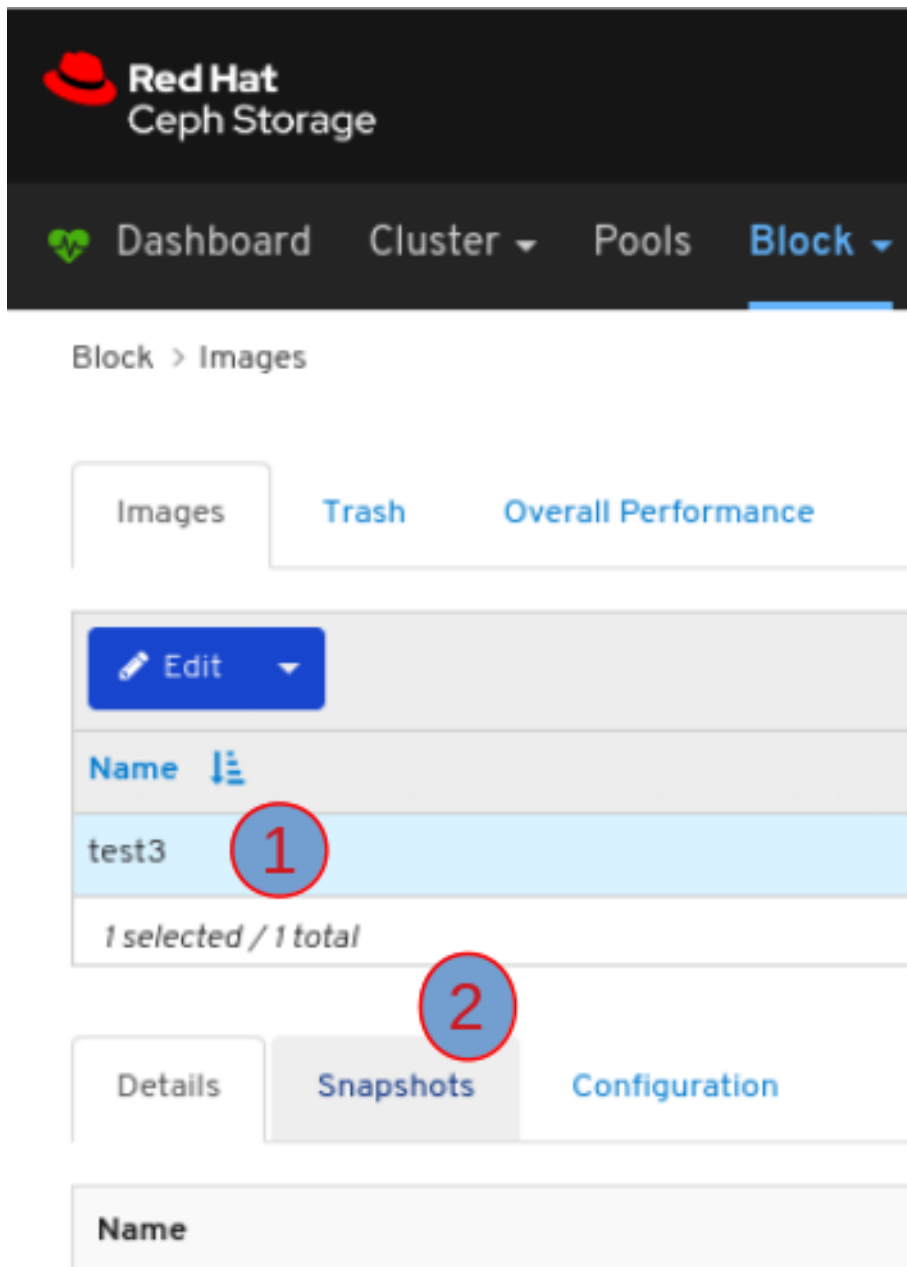 Red Hat
Ceph Storage
Dashboard Cluster Pools Block
Block > Images
Images Trash Overall Performance
Edit
Name
test3 1
1 selected / 1 total
2
Details Snapshots Configuration
Name